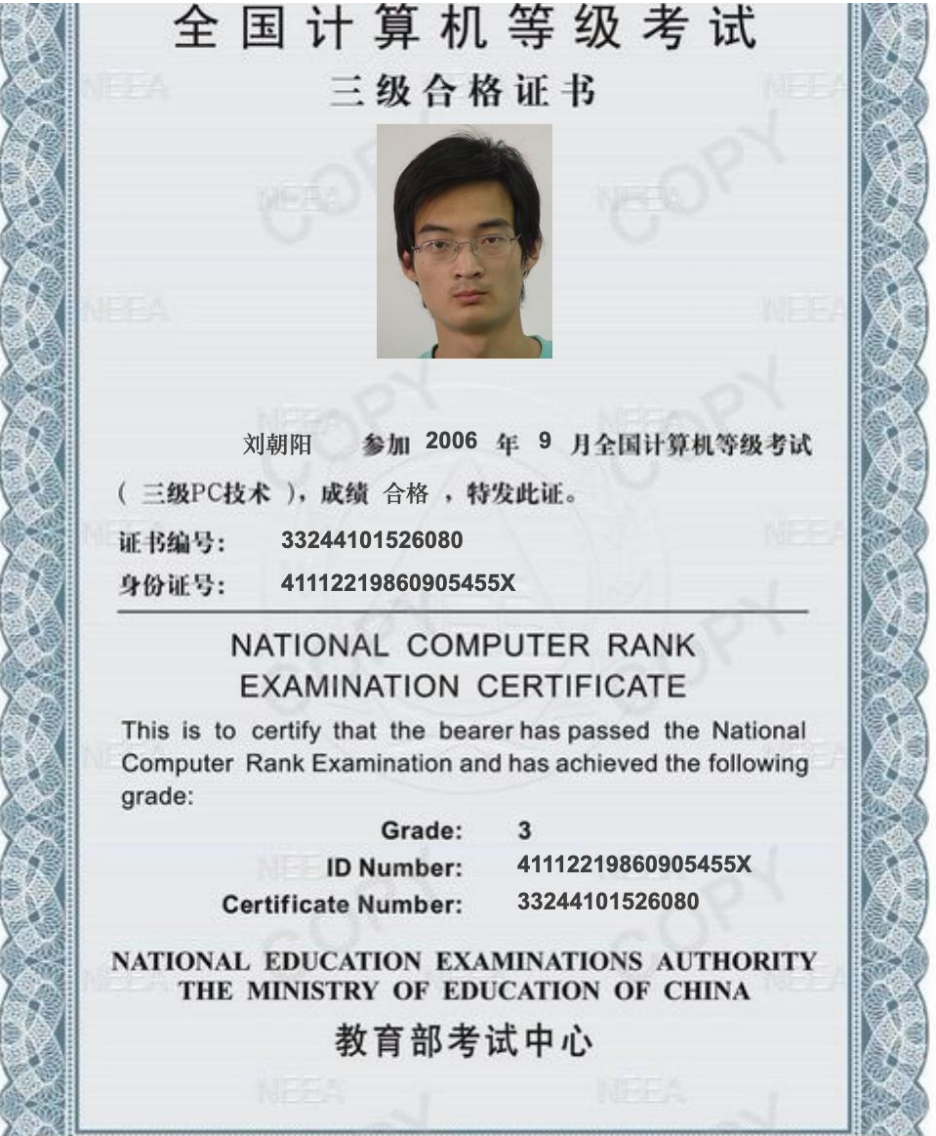 全国计算机等级考试
三级合格证书
刘朝阳 参加 2006 年 9 月全国计算机等级考试
( 三级PC技术 ), 成绩 合格 , 特发此证。
证书编号: 33244101526080
身份证号: 41112219860905455X
NATIONAL COMPUTER RANK
EXAMINATION CERTIFICATE
This is to certify that the bearer has passed the National
Computer Rank Examination and has achieved the following
grade:
Grade: 3
ID Number: 41112219860905455X
Certificate Number: 33244101526080
NATIONAL EDUCATION EXAMINATIONS AUTHORITY
THE MINISTRY OF EDUCATION OF CHINA
教育部考试中心
NEEA
COPY